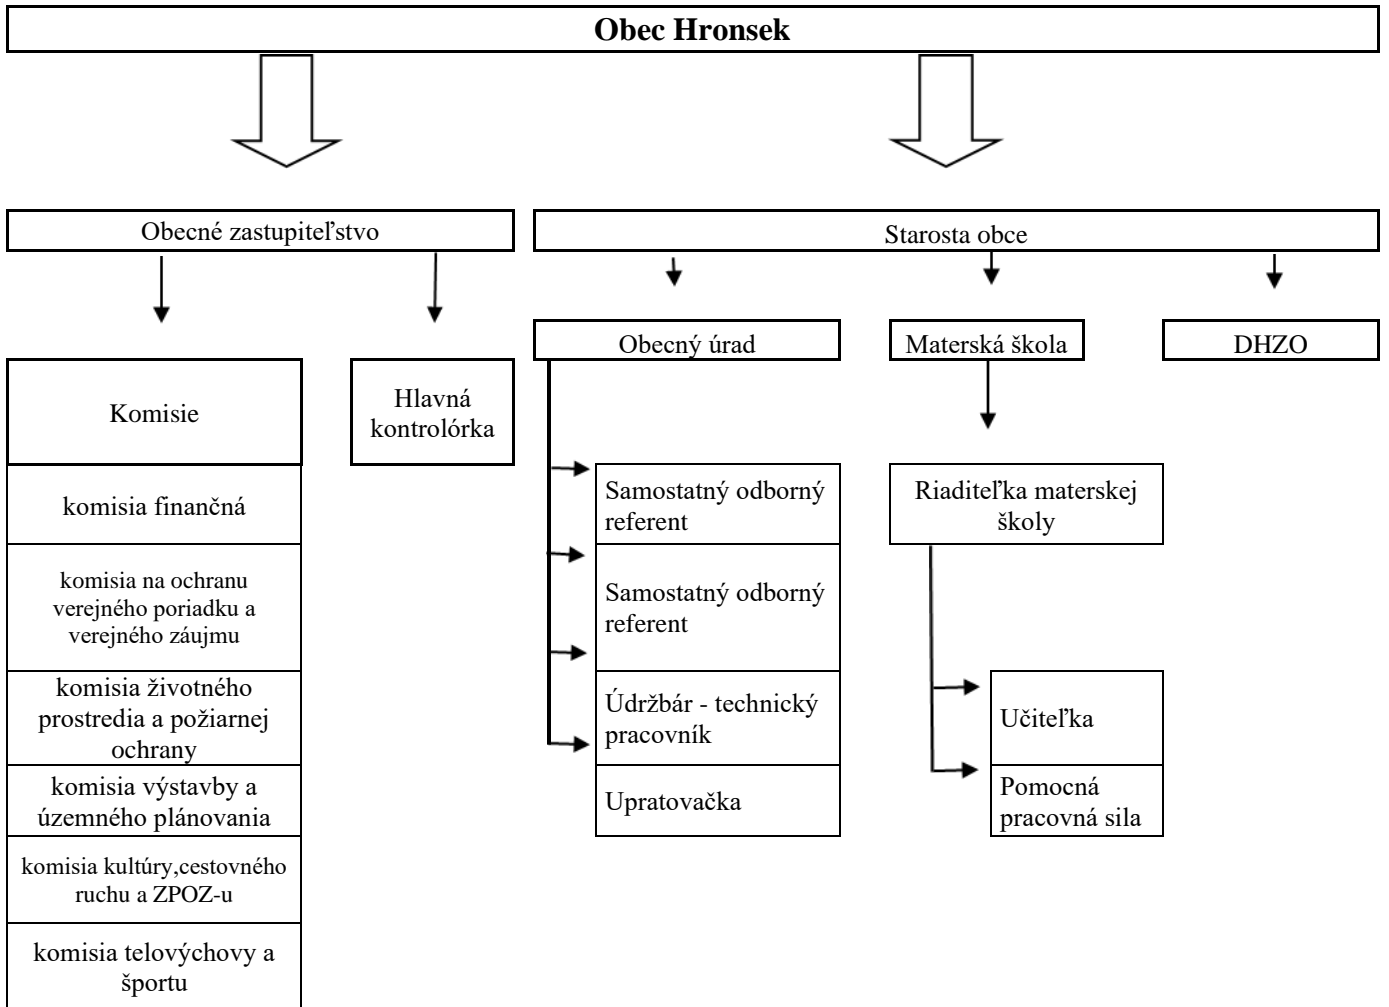 Obec Hronsek
Obecné zastupiteľstvo
Starosta obce
Obecný úrad
Materská škola
DHZO
Komisie
Hlavná
kontrolórka
komisia finančná
komisia na ochranu
verejného poriadku a
verejného záujmu
komisia životného
prostredia a požiarnej
ochrany
komisia výstavby a
územného plánovania
komisia kultúry,cestovného
ruchu a ZPOZ-u
komisia telovýchovy a
športu
Samostatný odborný
referent
Samostatný odborný
referent
Údržbár - technický
pracovník
Upratovačka
Riaditeľka materskej
školy
Učiteľka
Pomocná
pracovná sila